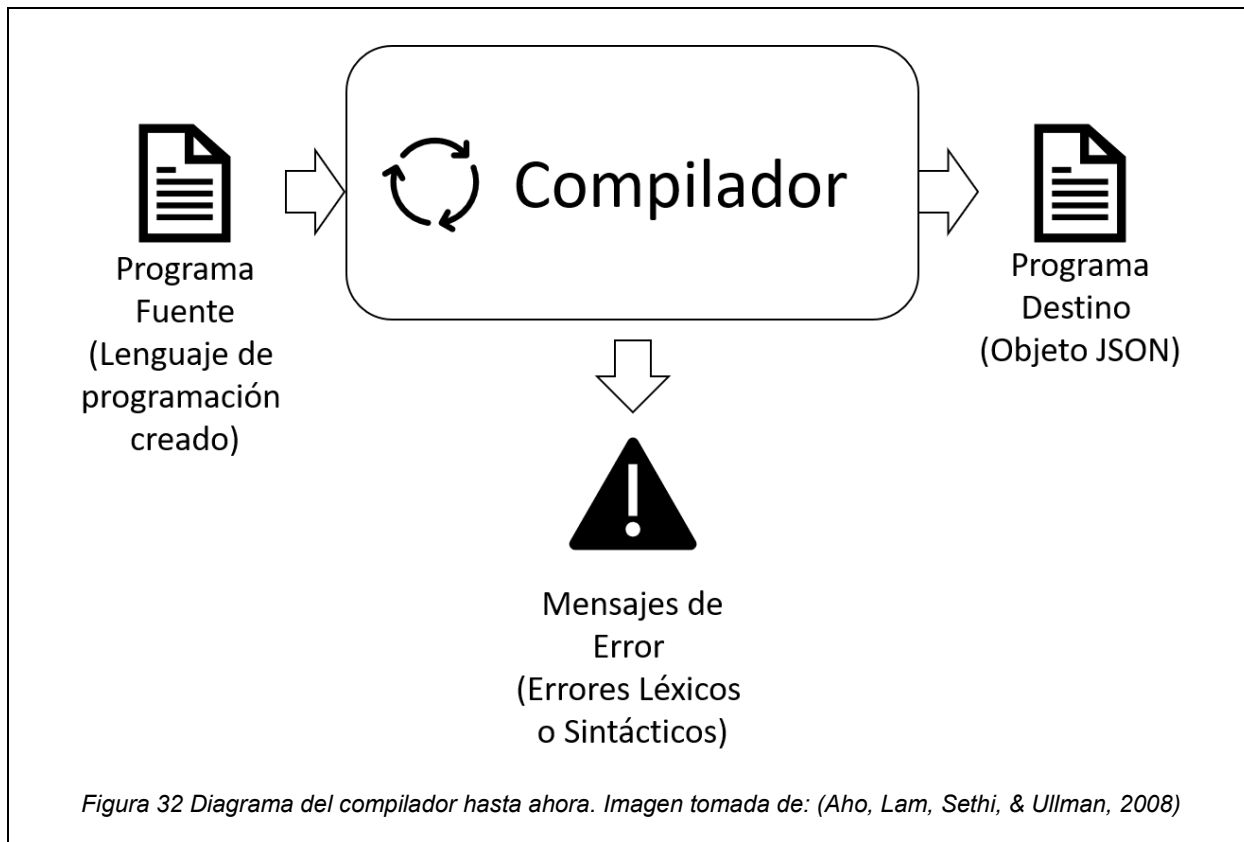 Compilador
Programa
Fuente
(Lenguaje de
programación
creado)
Programa
Destino
(Objeto JSON)
Mensajes de
Error
(Errores Léxicos
o Sintácticos)
Figura 32 Diagrama del compilador hasta ahora. Imagen tomada de: (Aho, Lam, Sethi, & Ullman, 2008)